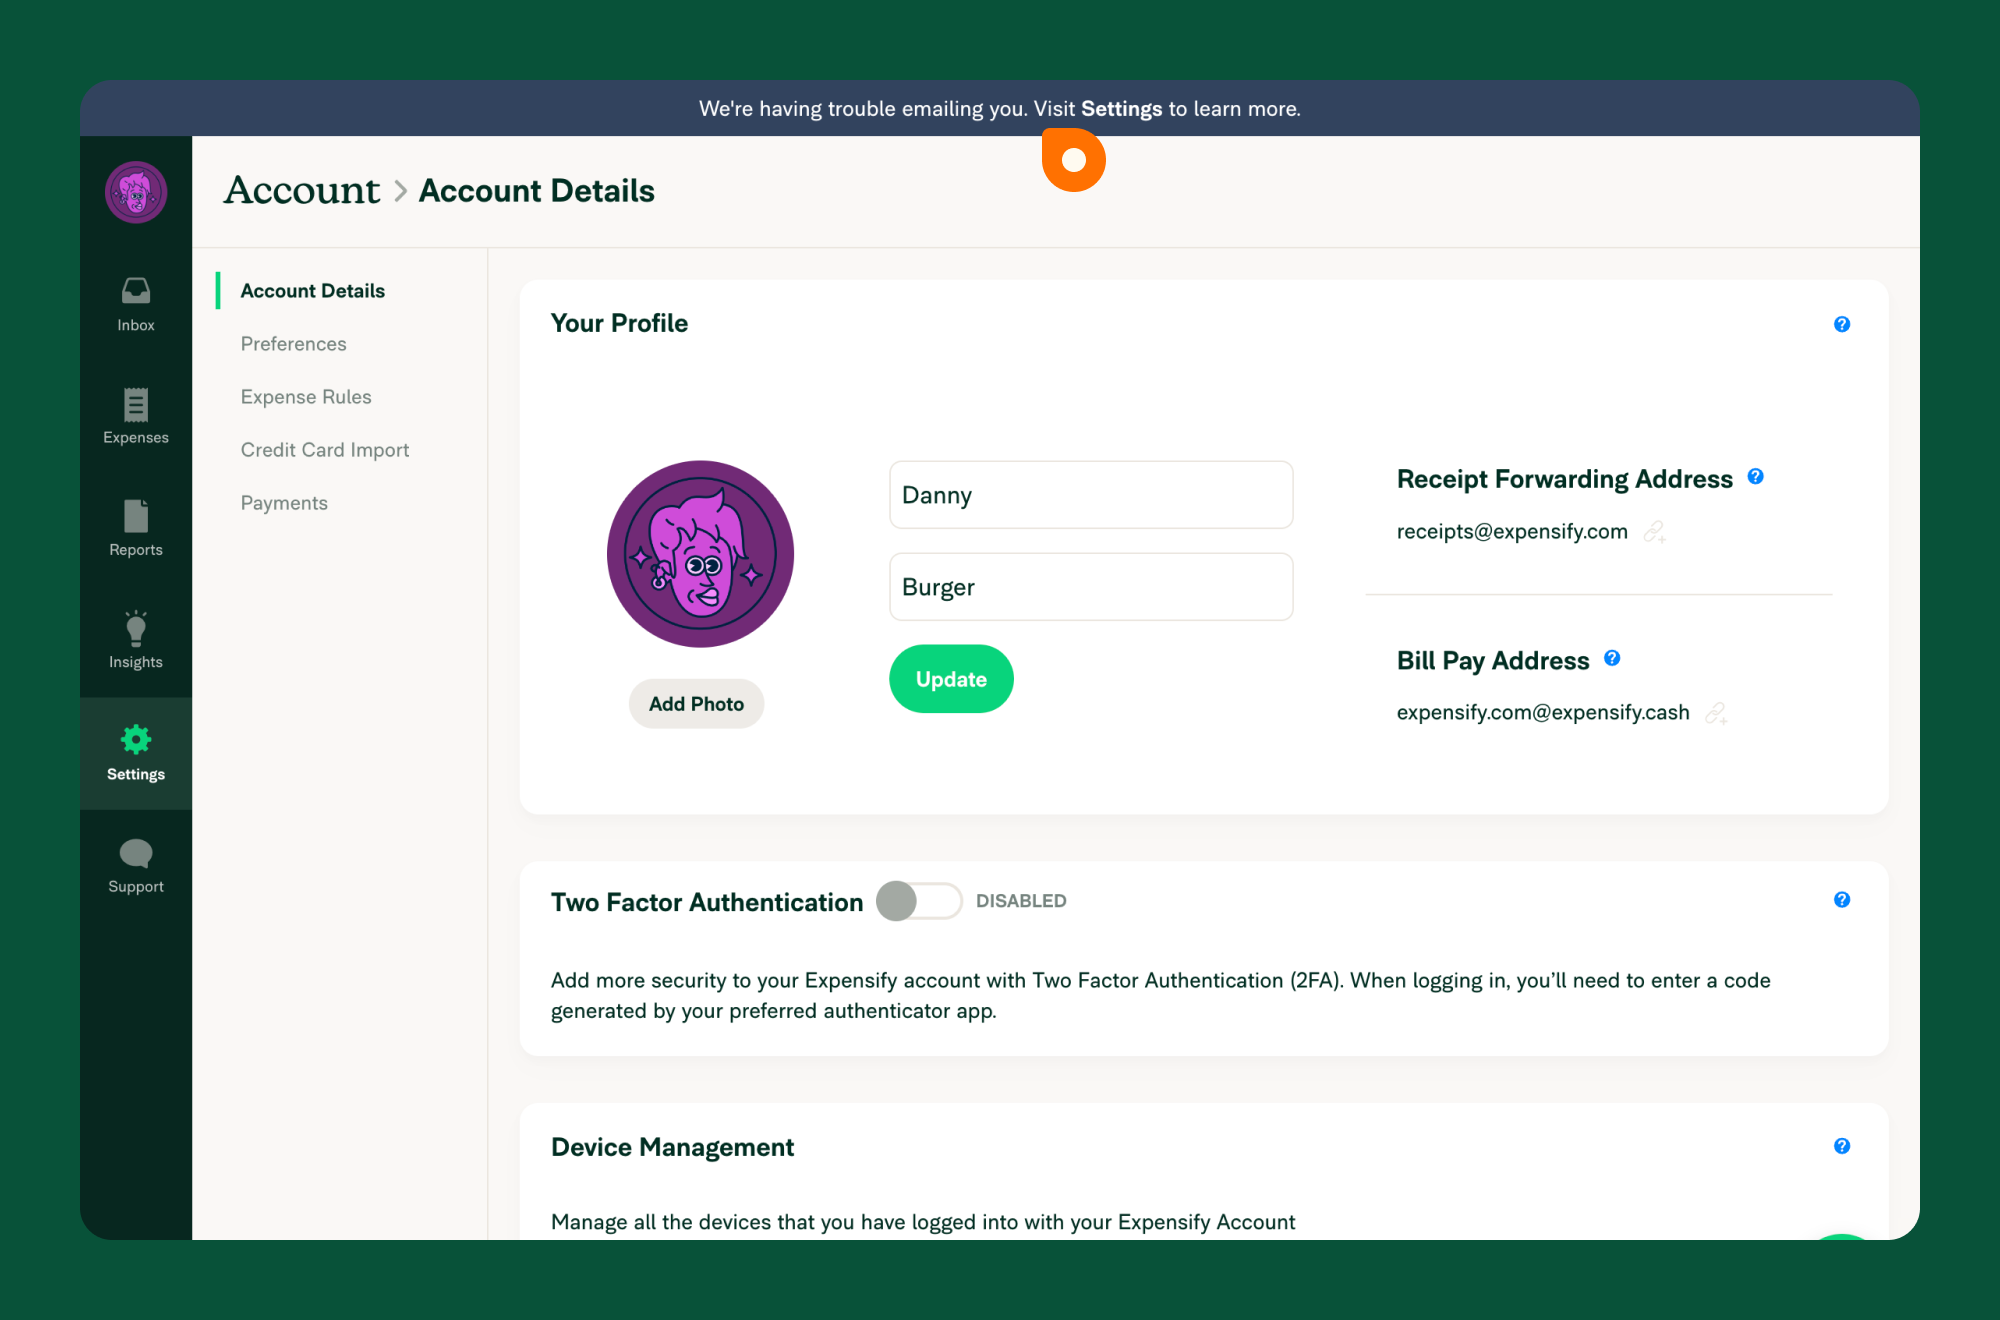 We're having trouble emailing you. Visit Settings to learn more.
Account > Account Details
Inbox
Expenses
Reports
Insights
Settings
Support
Account Details
Preferences
Expense Rules
Credit Card Import
Payments
Your Profile
Danny
Burger
Update
Add Photo
Receipt Forwarding Address
receipts@expensify.com
Bill Pay Address
expensify.com@expensify.cash
Two Factor Authentication DISABLED
Add more security to your Expensify account with Two Factor Authentication (2FA). When logging in, you’ll need to enter a code
generated by your preferred authenticator app.
Device Management
Manage all the devices that you have logged into with your Expensify Account